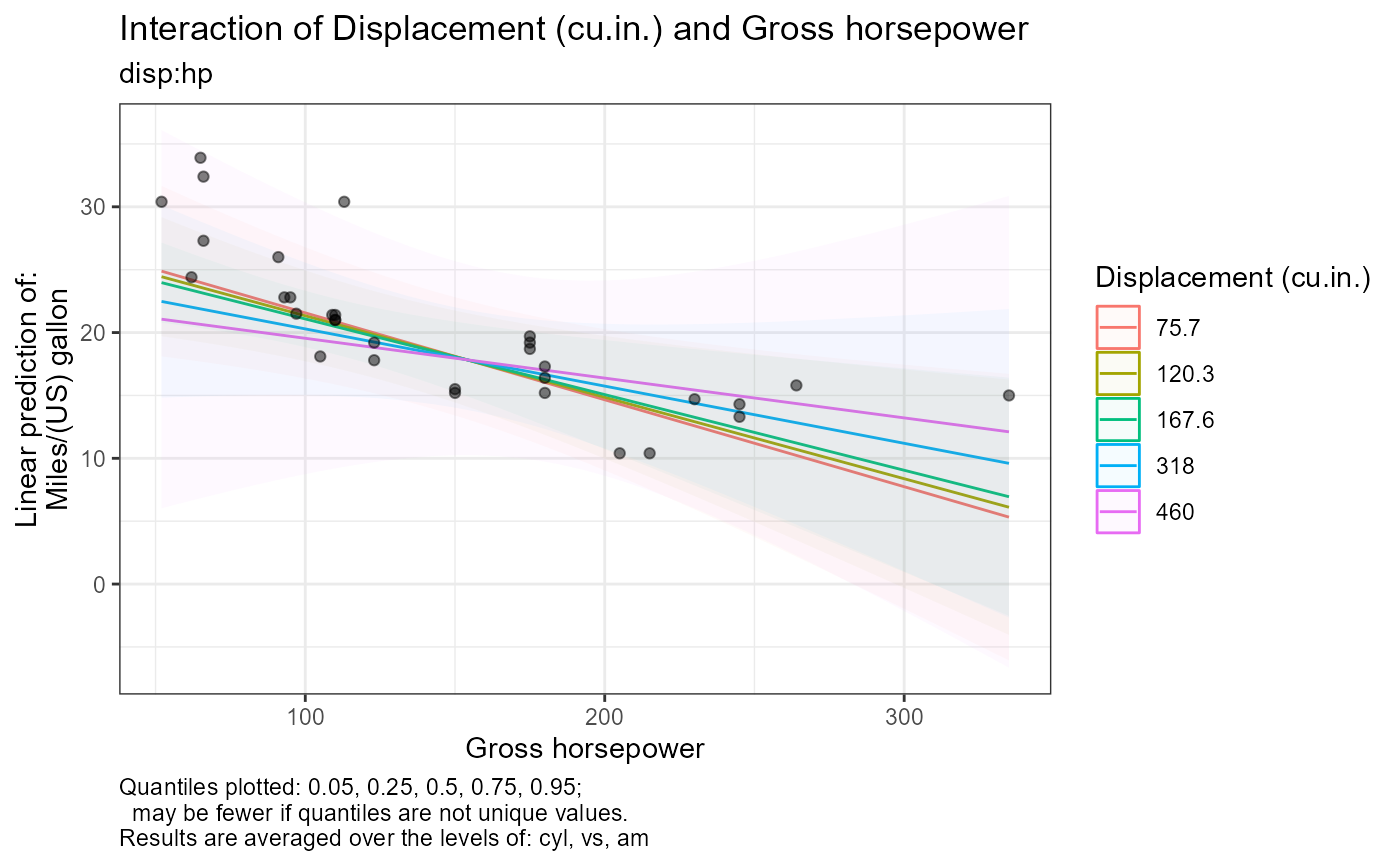 Interaction of Displacement (cu.in.) and Gross horsepower
disp:hp
Linear prediction of:
Miles/(US) gallon
30
20
10
0
100
200
300
Gross horsepower
Displacement (cu.in.)
75.7
120.3
167.6
318
460
Quantiles plotted: 0.05, 0.25, 0.5, 0.75, 0.95;
may be fewer if quantiles are not unique values.
Results are averaged over the levels of: cyl, vs, am